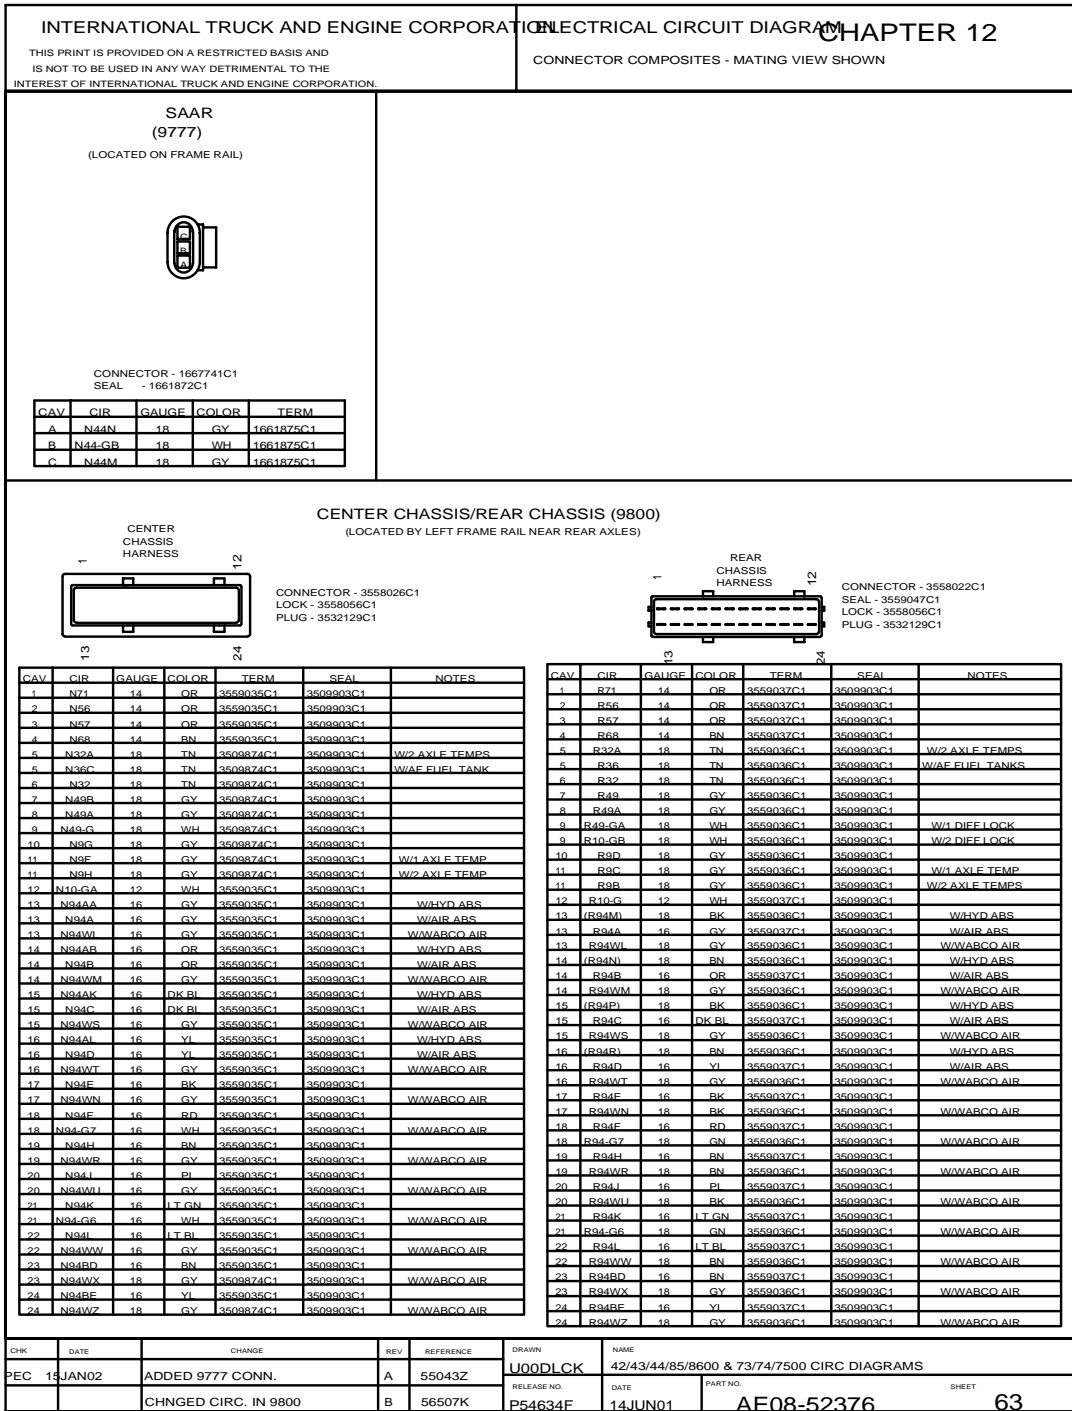 INTERNATIONAL TRUCK AND ENGINE CORPORATION
THIS PRINT IS PROVIDED ON A RESTRICTED BASIS AND
IS NOT TO BE USED IN ANY WAY DETRIMENTAL TO THE
INTEREST OF INTERNATIONAL TRUCK AND ENGINE CORPORATION.
ELECTRICAL CIRCUIT DIAGRAM
CHAPTER 12
CONNECTOR COMPOSITES - MATING VIEW SHOWN
SAAR
(9777)
(LOCATED ON FRAME RAIL)
C
B
A
CONNECTOR - 1667741C1
SEAL - 1661872C1
CAV CIR GAUGE COLOR TERM
A N44N 18 GY 1661875C1
B N44-GB 18 WH 1661875C1
C N44M 18 GY 1661875C1
CENTER CHASSIS/REAR CHASSIS (9800)
(LOCATED BY LEFT FRAME RAIL NEAR REAR AXLES)
CENTER
CHASSIS
HARNESS
1 12
13 24
CONNECTOR - 3558026C1
LOCK - 3558056C1
PLUG - 3532129C1
CAV CIR GAUGE COLOR TERM SEAL NOTES
1 N71 14 OR 3559035C1 3509903C1
2 N56 14 OR 3559035C1 3509903C1
3 N57 14 OR 3559035C1 3509903C1
4 N68 14 BN 3559035C1 3509903C1
5 N32A 18 TN 3509874C1 3509903C1 W/2 AXLE TEMPS
5 N36C 18 TN 3509874C1 3509903C1 W/AF FUEL TANK
6 N32 18 TN 3509874C1 3509903C1
7 N49B 18 GY 3509874C1 3509903C1
8 N49A 18 GY 3509874C1 3509903C1
9 N49-G 18 WH 3509874C1 3509903C1
10 N9G 18 GY 3509874C1 3509903C1
11 N9F 18 GY 3509874C1 3509903C1 W/1 AXLE TEMP
11 N9H 18 GY 3509874C1 3509903C1 W/2 AXLE TEMP
12 N10-GA 12 WH 3559035C1 3509903C1
13 N94AA 16 GY 3559035C1 3509903C1 W/HYD ABS
13 N94A 16 GY 3559035C1 3509903C1 W/AIR ABS
13 N94WL 16 GY 3559035C1 3509903C1 W/WABCO AIR
14 N94AB 16 OR 3559035C1 3509903C1 W/HYD ABS
14 N94B 16 OR 3559035C1 3509903C1 W/AIR ABS
14 N94WM 16 GY 3559035C1 3509903C1 W/WABCO AIR
15 N94AK 16 DK BL 3559035C1 3509903C1 W/HYD ABS
15 N94C 16 DK BL 3559035C1 3509903C1 W/AIR ABS
15 N94WS 16 GY 3559035C1 3509903C1 W/WABCO AIR
16 N94AL 16 YL 3559035C1 3509903C1 W/HYD ABS
16 N94D 16 YL 3559035C1 3509903C1 W/AIR ABS
16 N94WT 16 GY 3559035C1 3509903C1 W/WABCO AIR
17 N94E 16 BK 3559035C1 3509903C1
17 N94WN 16 GY 3559035C1 3509903C1 W/WABCO AIR
18 N94F 16 RD 3559035C1 3509903C1
18 N94-G7 16 WH 3559035C1 3509903C1 W/WABCO AIR
19 N94H 16 BN 3559035C1 3509903C1
19 N94WR 16 GY 3559035C1 3509903C1 W/WABCO AIR
20 N94J 16 PL 3559035C1 3509903C1
20 N94WU 16 GY 3559035C1 3509903C1 W/WABCO AIR
21 N94K 16 LT GN 3559035C1 3509903C1
21 N94-G6 16 WH 3559035C1 3509903C1 W/WABCO AIR
22 N94L 16 LT BL 3559035C1 3509903C1
22 N94WW 16 GY 3559035C1 3509903C1 W/WABCO AIR
23 N94BD 16 BN 3559035C1 3509903C1
23 N94WX 18 GY 3509874C1 3509903C1 W/WABCO AIR
24 N94BE 16 YL 3559035C1 3509903C1
24 N94WZ 18 GY 3509874C1 3509903C1 W/WABCO AIR
REAR
CHASSIS
HARNESS
1 12
13 24
CONNECTOR - 3558022C1
SEAL - 3559047C1
LOCK - 3558056C1
PLUG - 3532129C1
CAV CIR GAUGE COLOR TERM SEAL NOTES
1 R71 14 OR 3559037C1 3509903C1
2 R56 14 OR 3559037C1 3509903C1
3 R57 14 OR 3559037C1 3509903C1
4 R68 14 BN 3559037C1 3509903C1
5 R32A 18 TN 3559036C1 3509903C1 W/2 AXLE TEMPS
5 R36 18 TN 3559036C1 3509903C1 W/AF FUEL TANKS
6 R32 18 TN 3559036C1 3509903C1
7 R49 18 GY 3559036C1 3509903C1
8 R49A 18 GY 3559036C1 3509903C1
9 R49-GA 18 WH 3559036C1 3509903C1 W/1 DIFF LOCK
9 R10-GB 18 WH 3559036C1 3509903C1 W/2 DIFF LOCK
10 R9D 18 GY 3559036C1 3509903C1
11 R9C 18 GY 3559036C1 3509903C1 W/1 AXLE TEMP
11 R9B 18 GY 3559036C1 3509903C1 W/2 AXLE TEMPS
12 R10-G 12 WH 3559037C1 3509903C1
13 (R94M) 18 BK 3559036C1 3509903C1 W/HYD ABS
13 R94A 16 GY 3559037C1 3509903C1 W/AIR ABS
13 R94WL 18 GY 3559036C1 3509903C1 W/WABCO AIR
14 (R94N) 18 BN 3559036C1 3509903C1 W/HYD ABS
14 R94B 16 OR 3559037C1 3509903C1 W/AIR ABS
14 R94WM 18 GY 3559036C1 3509903C1 W/WABCO AIR
15 (R94P) 18 BK 3559036C1 3509903C1 W/HYD ABS
15 R94C 16 DK BL 3559037C1 3509903C1 W/AIR ABS
15 R94WS 18 GY 3559036C1 3509903C1 W/WABCO AIR
16 (R94R) 18 BN 3559036C1 3509903C1 W/HYD ABS
16 R94D 16 YL 3559037C1 3509903C1 W/AIR ABS
16 R94WT 18 GY 3559036C1 3509903C1 W/WABCO AIR
17 R94E 16 BK 3559037C1 3509903C1
17 R94WN 18 BK 3559036C1 3509903C1 W/WABCO AIR
18 R94F 16 RD 3559037C1 3509903C1
18 R94-G7 18 GN 3559036C1 3509903C1 W/WABCO AIR
19 R94H 16 BN 3559037C1 3509903C1
19 R94WR 18 BN 3559036C1 3509903C1 W/WABCO AIR
20 R94J 16 PL 3559037C1 3509903C1
20 R94WU 18 BK 3559036C1 3509903C1 W/WABCO AIR
21 R94K 16 LT GN 3559037C1 3509903C1
21 R94-G6 18 GN 3559036C1 3509903C1 W/WABCO AIR
22 R94L 16 LT BL 3559037C1 3509903C1
22 R94WW 18 BN 3559036C1 3509903C1 W/WABCO AIR
23 R94BD 16 BN 3559037C1 3509903C1
23 R94WX 18 GY 3559036C1 3509903C1 W/WABCO AIR
24 R94BE 16 YL 3559037C1 3509903C1
24 R94WZ 18 GY 3559036C1 3509903C1 W/WABCO AIR
CHK DATE CHANGE REV REFERENCE
PEC 15JAN02 ADDED 9777 CONN. A 55043Z
CHNGED CIRC. IN 9800 B 56507K
DRAWN
U00DLCK
NAME
42/43/44/85/8600 & 73/74/7500 CIRC DIAGRAMS
RELEASE NO.
P54634F
DATE
14JUN01
PART NO.
AE08-52376
SHEET
63